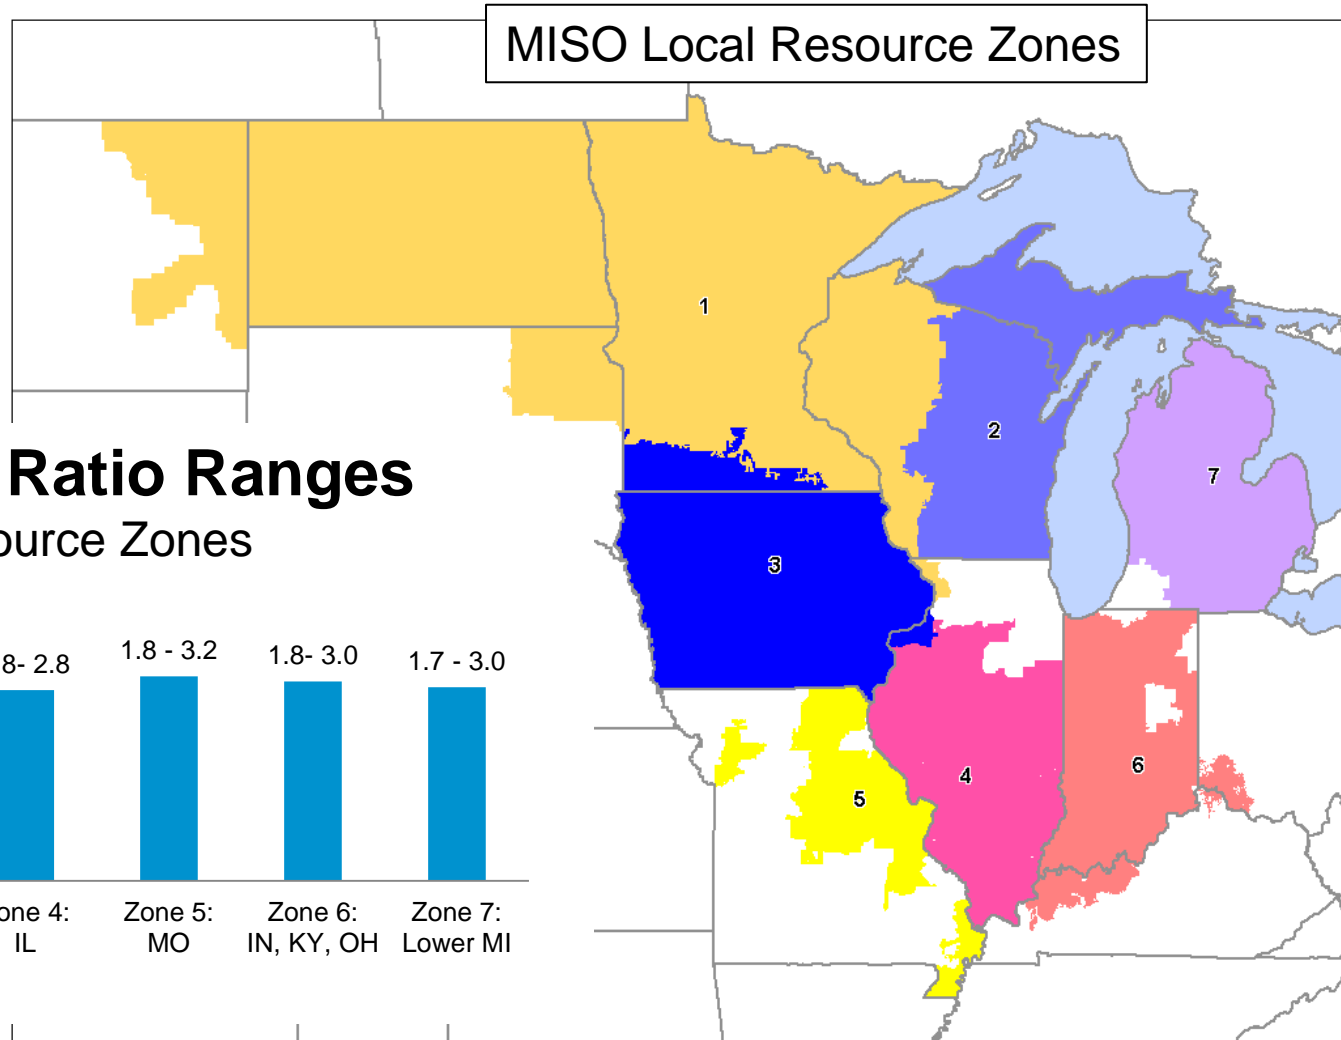 MISO Local Resource Zones
1
2
7
Ratio Ranges
ource Zones
3
8- 2.8
1.8 - 3.2
1.8- 3.0
1.7 - 3.0
6
4
5
one 4:
IL
Zone 5:
MO
Zone 6:
IN, KY, OH
Zone 7:
Lower MI